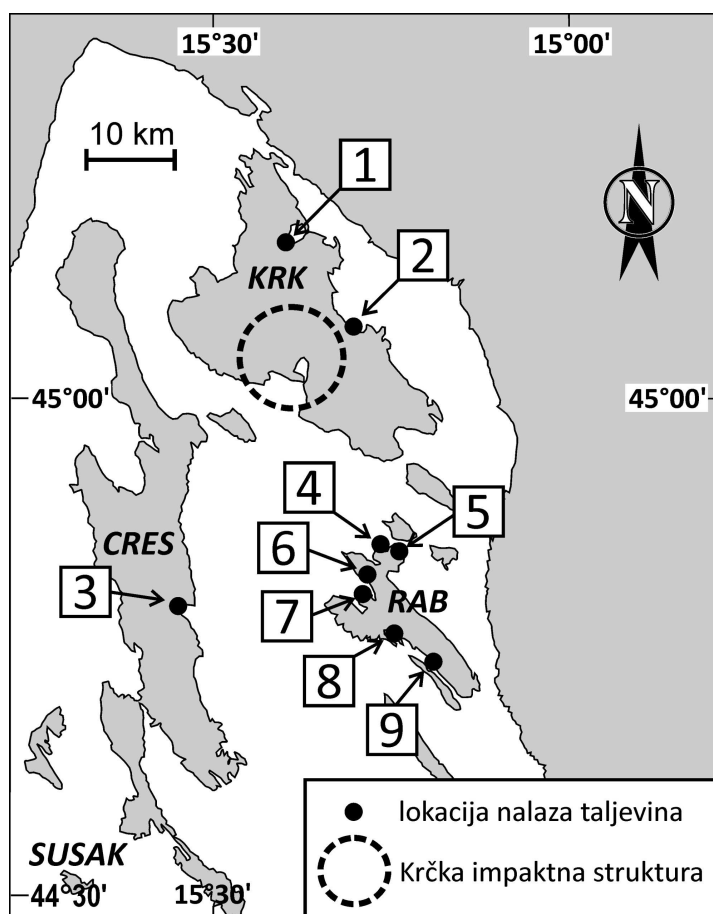 15°30' 15°00'
10 km
1
N
2
KRK
45°00' 45°00'
4 5
CRES
6
3 RAB
7
8
9
lokacija nalaza taljevina
SUSAK Krčka impaktna struktura
44°30' 15°30'